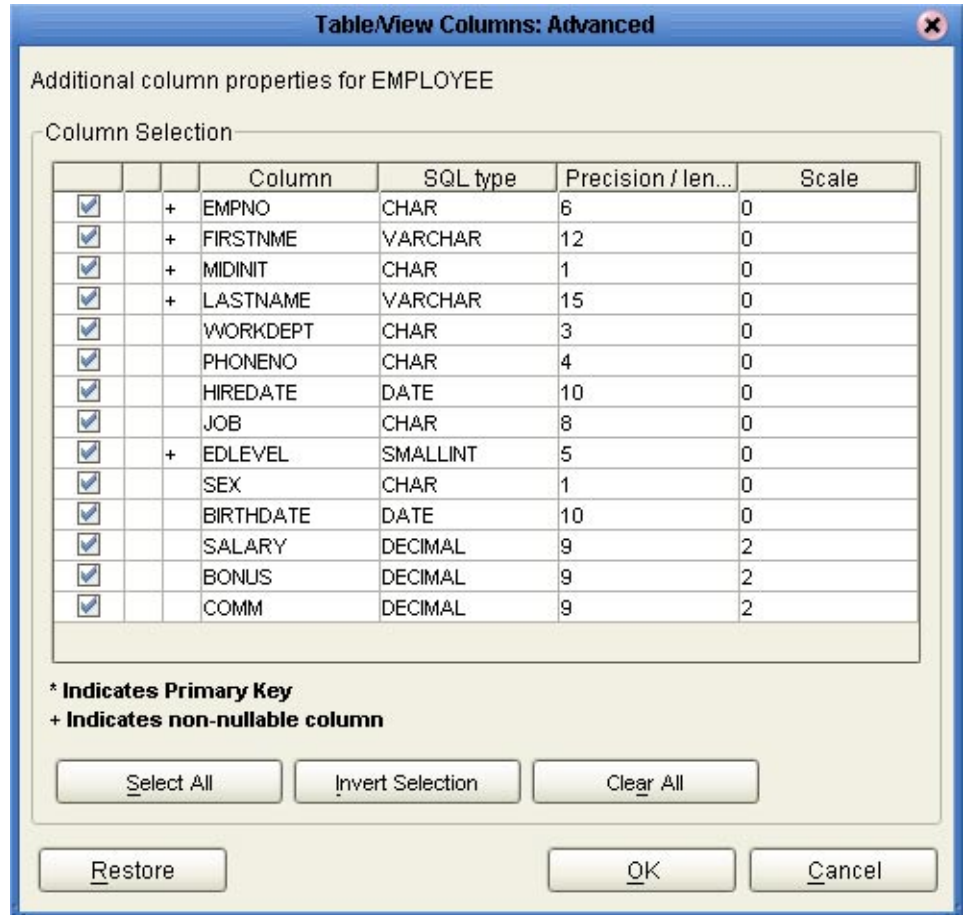 Table/View Columns: Advanced
Additional column properties for EMPLOYEE
Column Selection
Column SQL type Precision / len... Scale
+ EMPNO CHAR 6 0
+ FIRSTNME VARCHAR 12 0
+ MIDINIT CHAR 1 0
+ LASTNAME VARCHAR 15 0
WORKDEPT CHAR 3 0
PHONENO CHAR 4 0
HIREDATE DATE 10 0
JOB CHAR 8 0
+ EDLEVEL SMALLINT 5 0
SEX CHAR 1 0
BIRTHDATE DATE 10 0
SALARY DECIMAL 9 2
BONUS DECIMAL 9 2
COMM DECIMAL 9 2
* Indicates Primary Key
+ Indicates non-nullable column
Select All Invert Selection Clear All
Restore OK Cancel